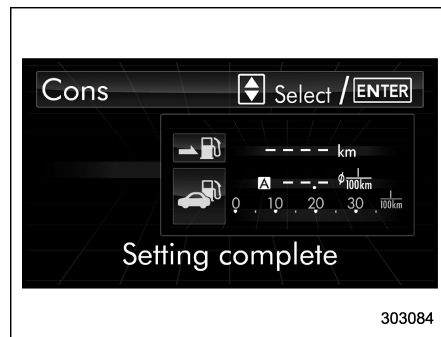 Cons Select / ENTER
---- km
A --.- ø l/100km
0 10 20 30 l/100km
Setting complete
303084